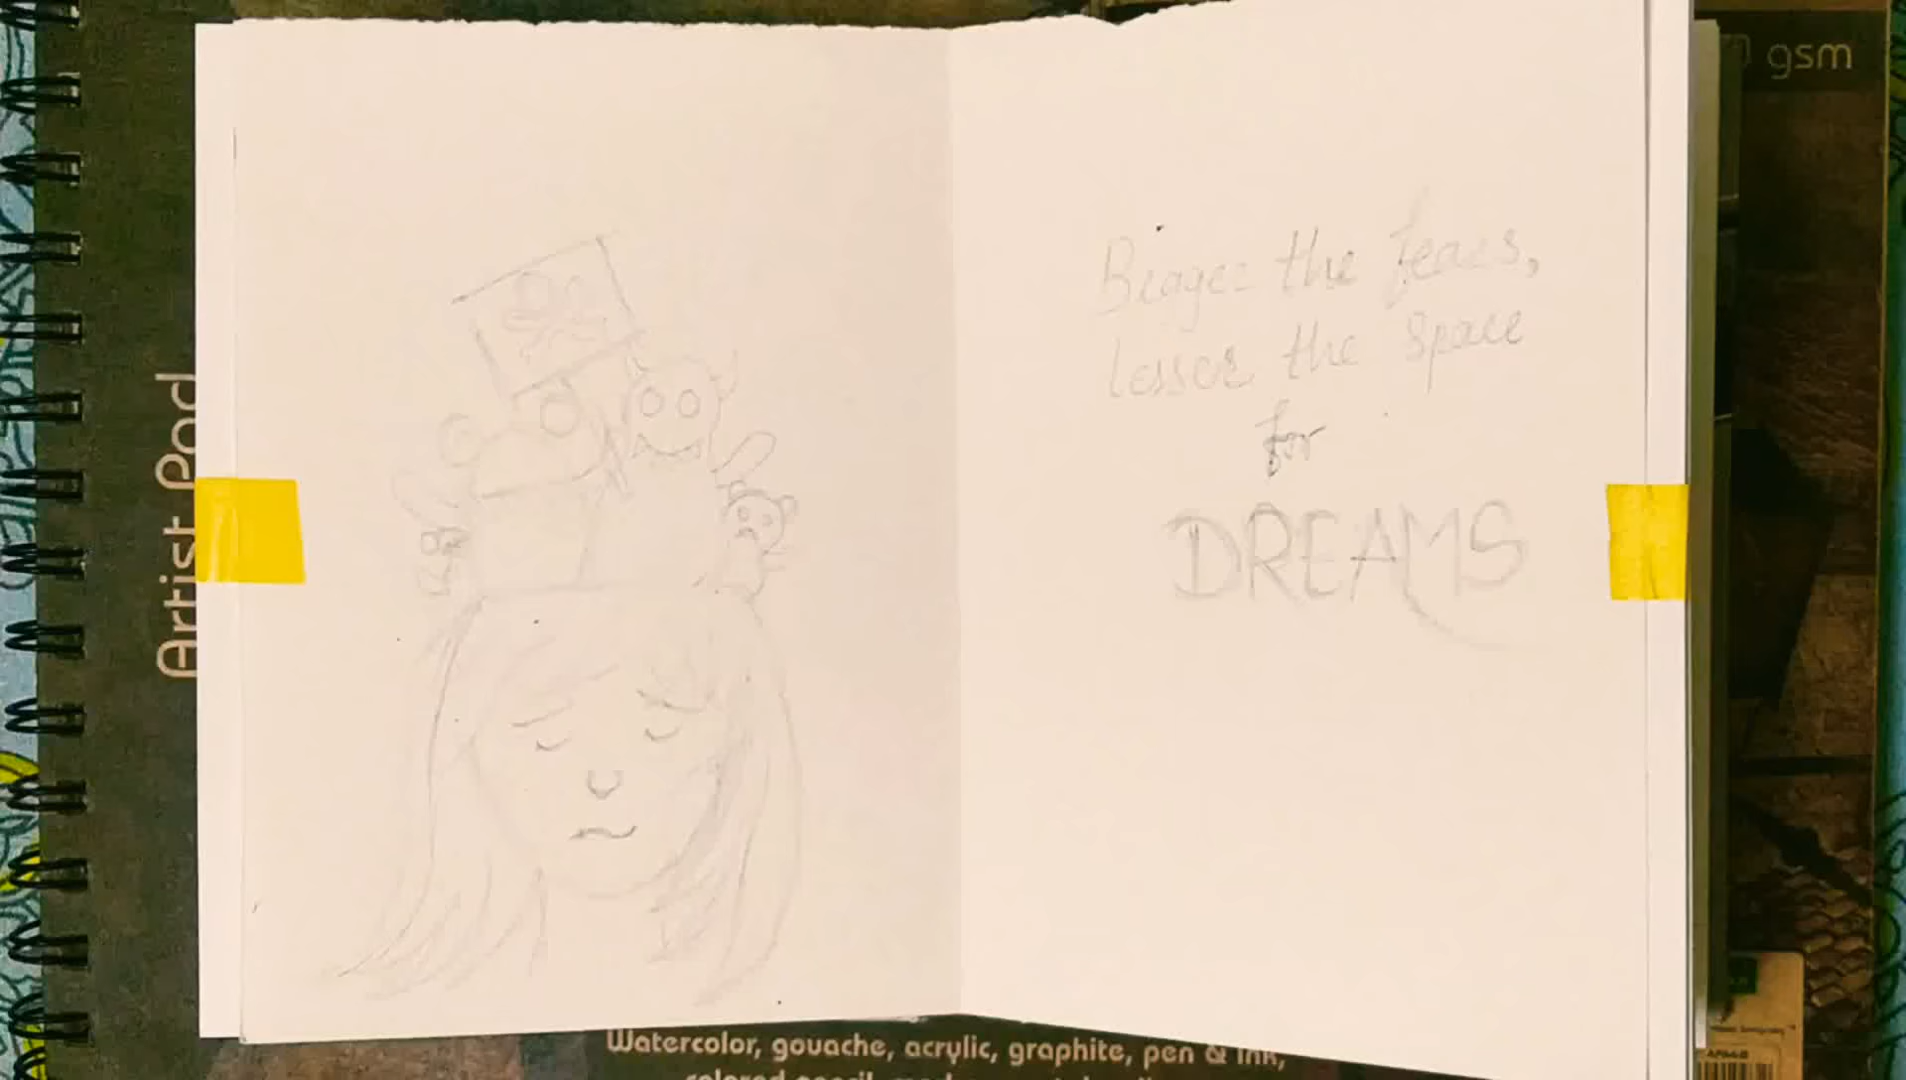 gsm
Artist Pad
Bigger the fears,
lesser the space
for
DREAMS
Watercolor, gouache, acrylic, graphite, pen & ink,